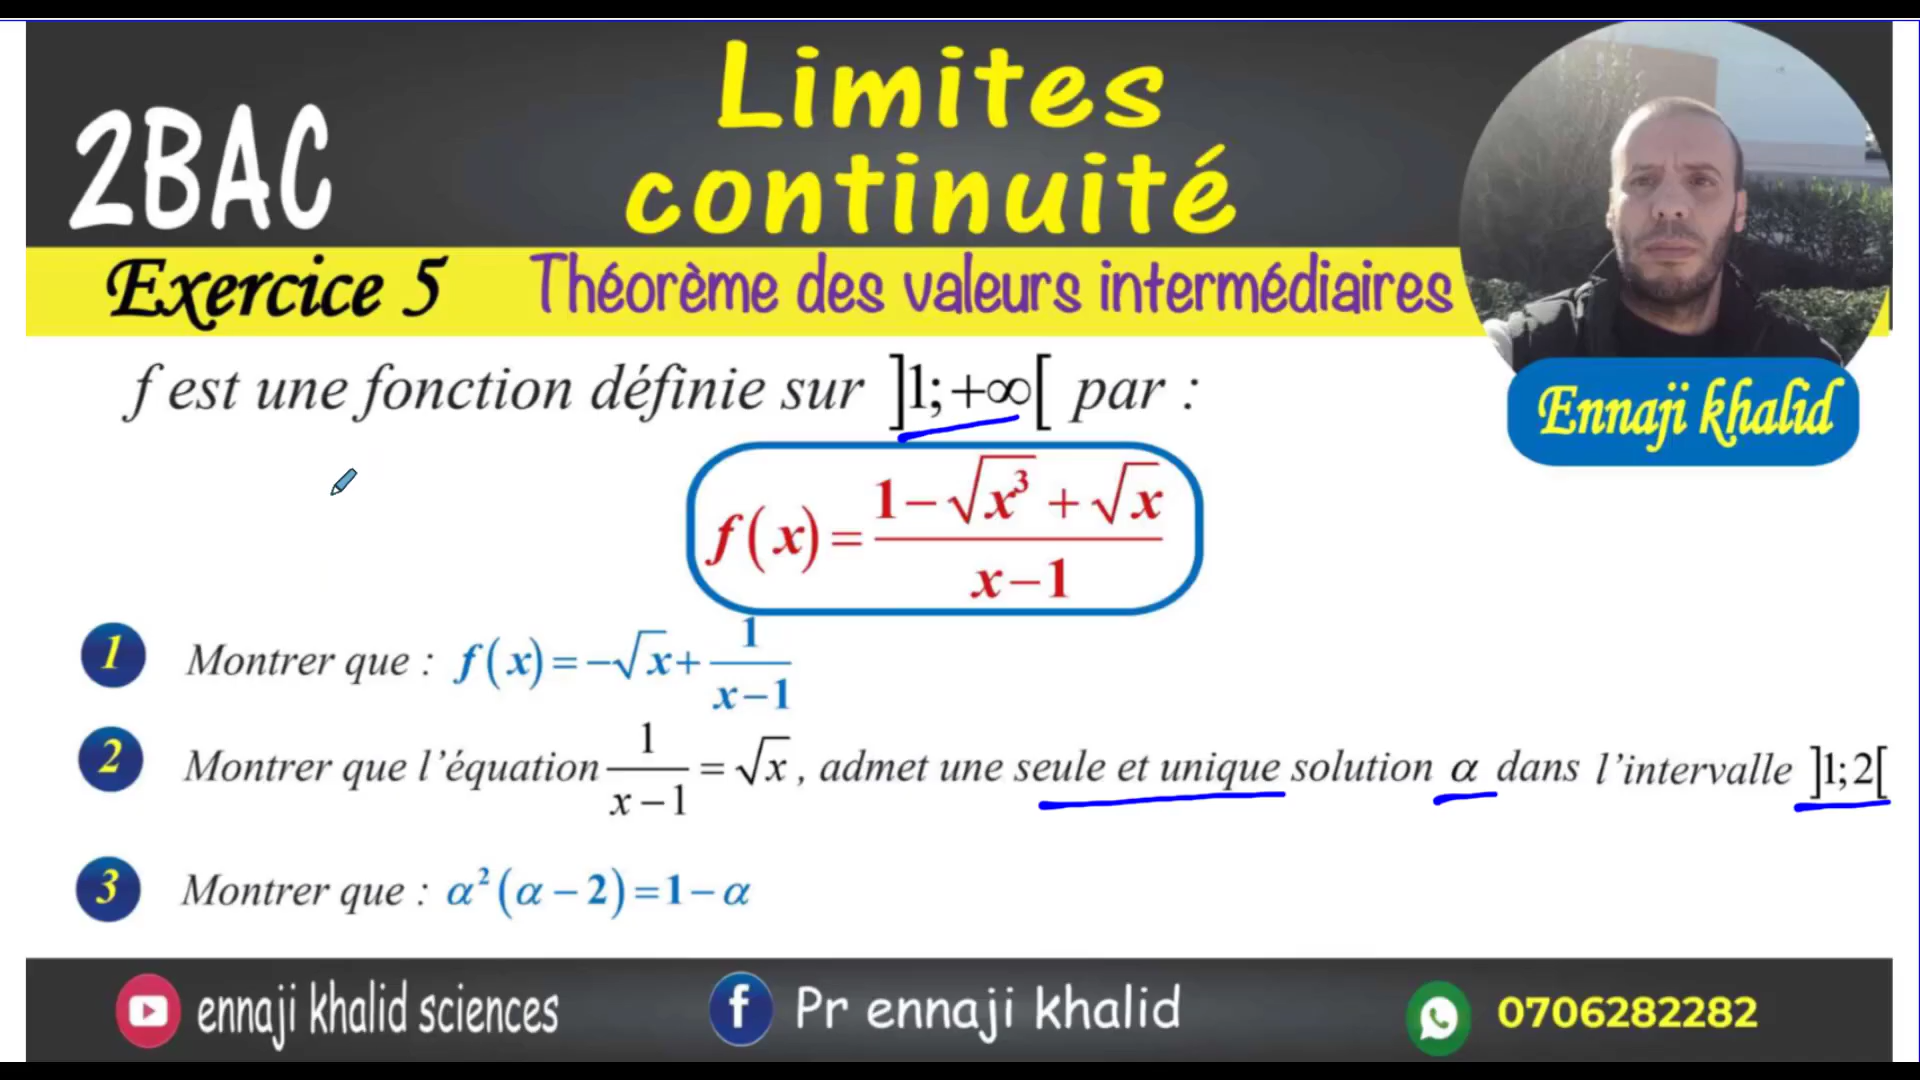 2BAC
Limites
continuité
Exercice 5 Théorème des valeurs intermédiaires
Ennaji khalid
f est une fonction définie sur ]1;+∞[ par :
f(x) = (1−√x³ + √x)/(x−1)
1 Montrer que : f(x) = −√x + 1/(x−1)
2 Montrer que l’équation 1/(x−1) = √x, admet une seule et unique solution α dans l’intervalle ]1;2[
3 Montrer que : α²(α−2)=1−α
ennaji khalid sciences
f Pr ennaji khalid
0706282282